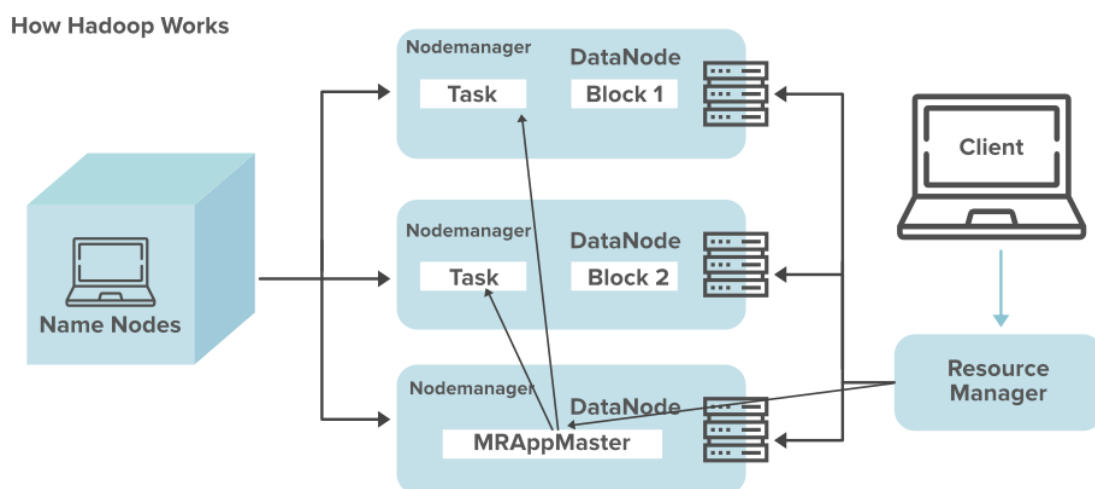 How Hadoop Works
Nodemanager
DataNode
Task
Block 1
Nodemanager
DataNode
Task
Block 2
Nodemanager
DataNode
MRAppMaster
Name Nodes
Client
Resource
Manager